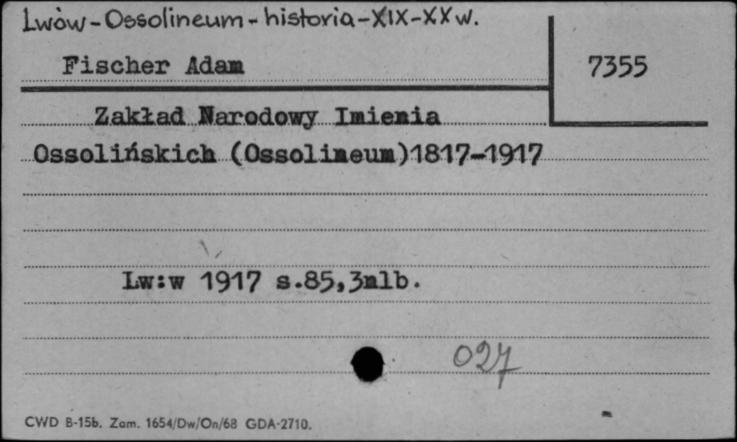 Lwów-Ossolineum-historia-XIX-XXw.
Fischer Adam
7355
Zakład Narodowy Imienia
Ossolińskich (Ossolineum)1817-1917
Lw:w 1917 s.85,3nlb.
027
CWD B-15b. Zam. 1654/Dw/On/68 GDA-2710.